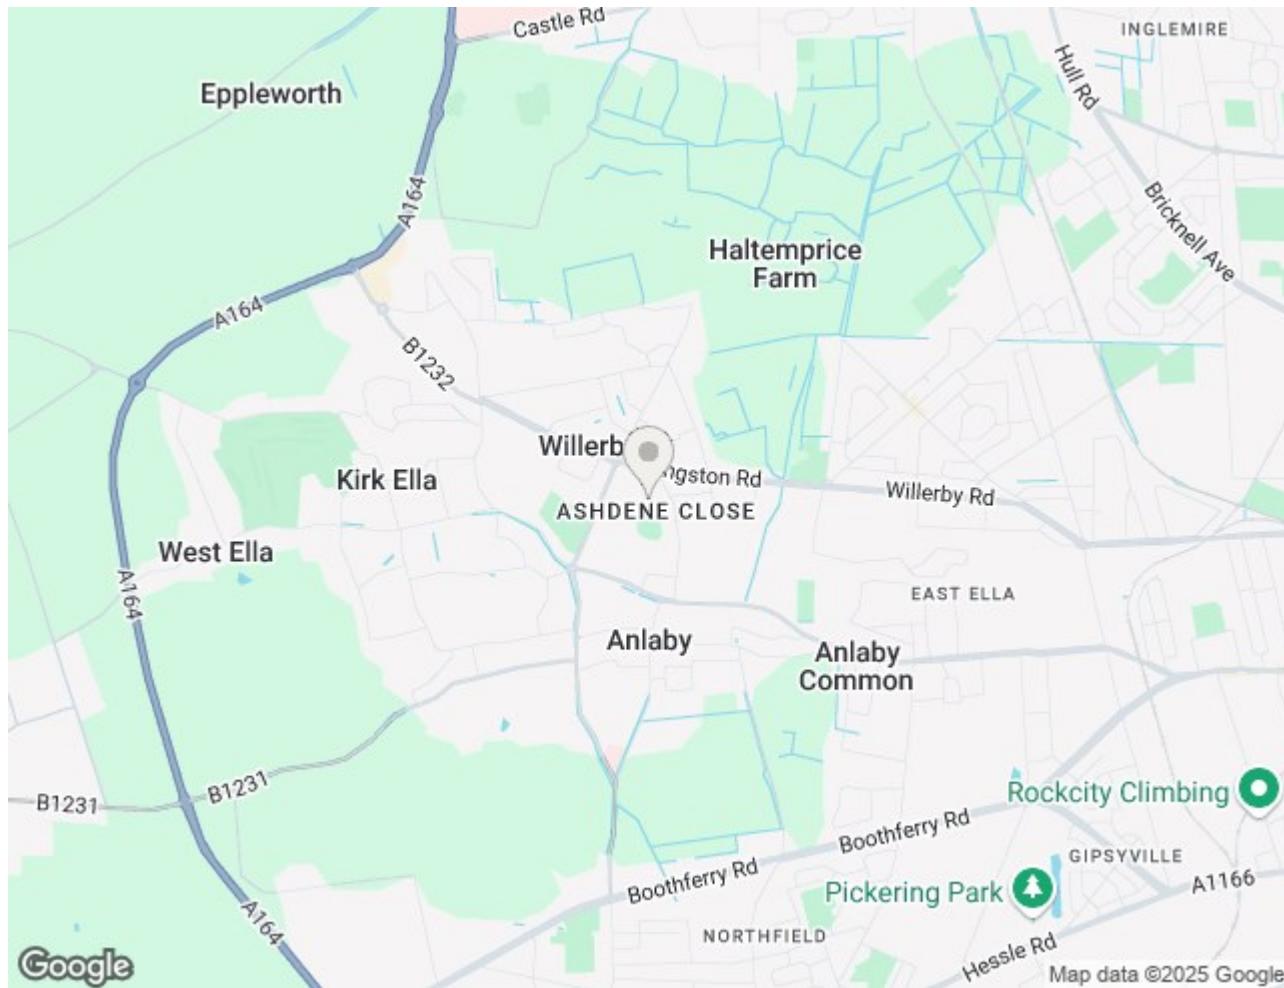 Castle Rd
INGLEMIRE
Hull Rd
Eppleworth
A164
Bricknell Ave
Haltemprice
Farm
A164
B1232
Willerb
ngston Rd
Kirk Ella
Willerby Rd
ASHDENE CLOSE
West Ella
A164
EAST ELLA
Anlaby
Anlaby
Common
B1231
B1231
Rockcity Climbing
Boothferry Rd
GIPSYVILLE
Boothferry Rd
A1166
Pickering Park
A164
NORTHFIELD
Hessle Rd
Google
Map data ©2025 Google